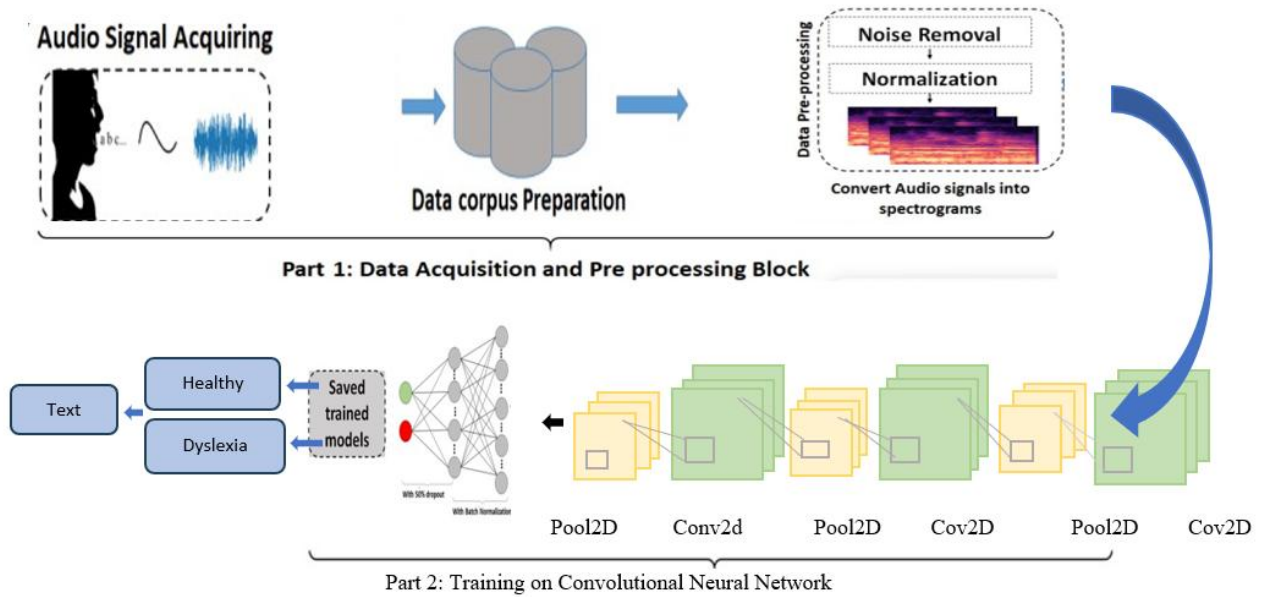 Audio Signal Acquiring
abc...
Data corpus Preparation
Data Pre-processing
Noise Removal
Normalization
Convert Audio signals into
spectrograms
Part 1: Data Acquisition and Pre processing Block
Text
Healthy
Dyslexia
Saved
trained
models
With 50% dropout
With Batch Normalization
Pool2D
Conv2d
Pool2D
Cov2D
Pool2D
Cov2D
Part 2: Training on Convolutional Neural Network